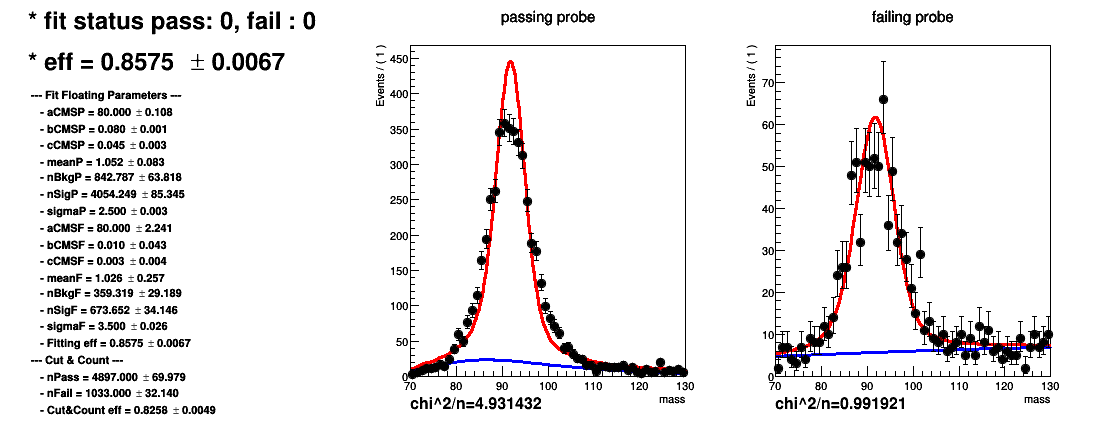 * fit status pass: 0, fail : 0
* eff = 0.8575 ± 0.0067
--- Fit Floating Parameters ---
- aCMSP = 80.000 ± 0.108
- bCMSP = 0.080 ± 0.001
- cCMSP = 0.045 ± 0.003
- meanP = 1.052 ± 0.083
- nBkgP = 842.787 ± 63.818
- nSigP = 4054.249 ± 85.345
- sigmaP = 2.500 ± 0.003
- aCMSF = 80.000 ± 2.241
- bCMSF = 0.010 ± 0.043
- cCMSF = 0.003 ± 0.004
- meanF = 1.026 ± 0.257
- nBkgF = 359.319 ± 29.189
- nSigF = 673.652 ± 34.146
- sigmaF = 3.500 ± 0.026
- Fitting eff = 0.8575 ± 0.0067
--- Cut & Count ---
- nPass = 4897.000 ± 69.979
- nFail = 1033.000 ± 32.140
- Cut&Count eff = 0.8258 ± 0.0049
passing probe
Events / ( 1 )
450
400
350
300
250
200
150
100
50
0
70 80 90 100 110 120 130
mass
chi^2/n=4.931432
failing probe
Events / ( 1 )
70
60
50
40
30
20
10
0
70 80 90 100 110 120 130
mass
chi^2/n=0.991921